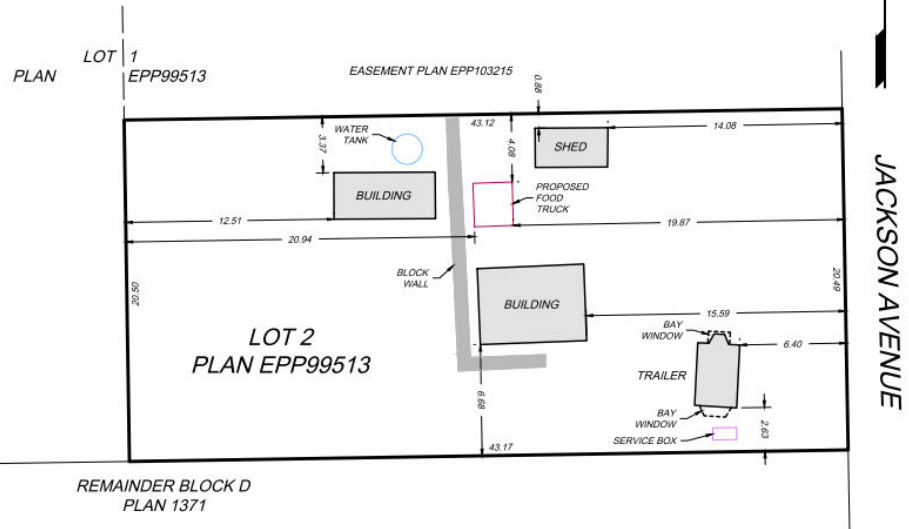 LOT 1
PLAN EPP99513
EASEMENT PLAN EPP103215
0.88
43.12
14.08
3.37
WATER
TANK
4.08
SHED
BUILDING
PROPOSED
FOOD
TRUCK
12.51
19.87
20.94
JACKSON AVENUE
BLOCK
WALL
20.50
20.49
BUILDING
15.59
BAY
WINDOW
6.40
LOT 2
PLAN EPP99513
TRAILER
6.68
BAY
WINDOW
2.63
SERVICE BOX
43.17
REMAINDER BLOCK D
PLAN 1371